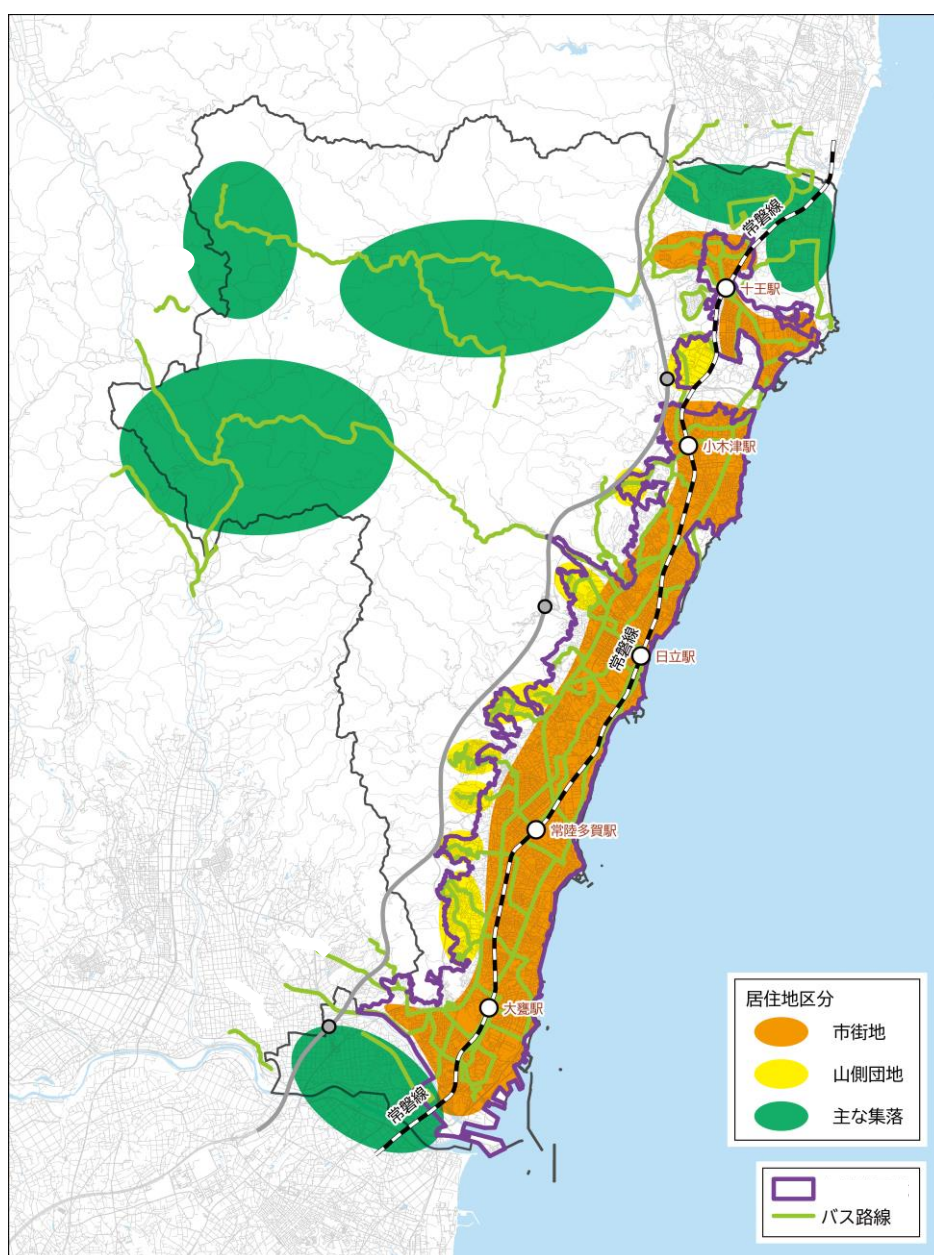 常磐線
十王駅
小木津駅
常磐線
日立駅
常陸多賀駅
大甕駅
常磐線
居住地区分
市街地
山側団地
主な集落
バス路線